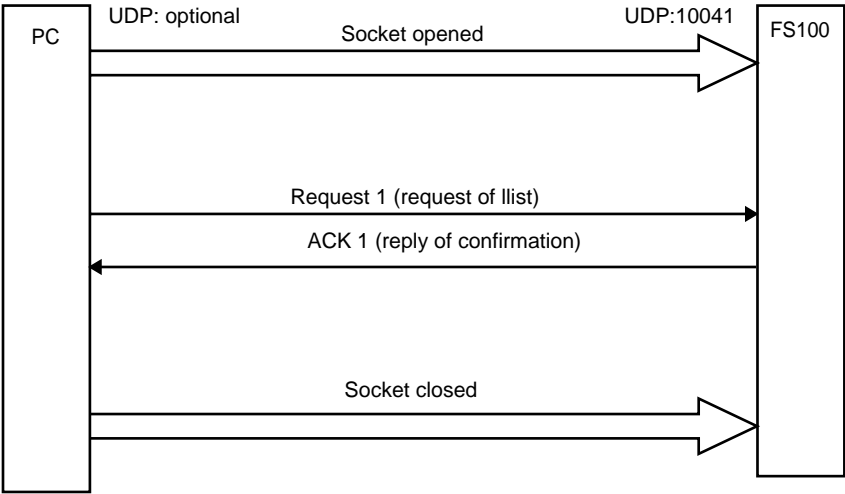 UDP: optional
UDP:10041
PC
Socket opened
FS100
Request 1 (request of llist)
ACK 1 (reply of confirmation)
Socket closed